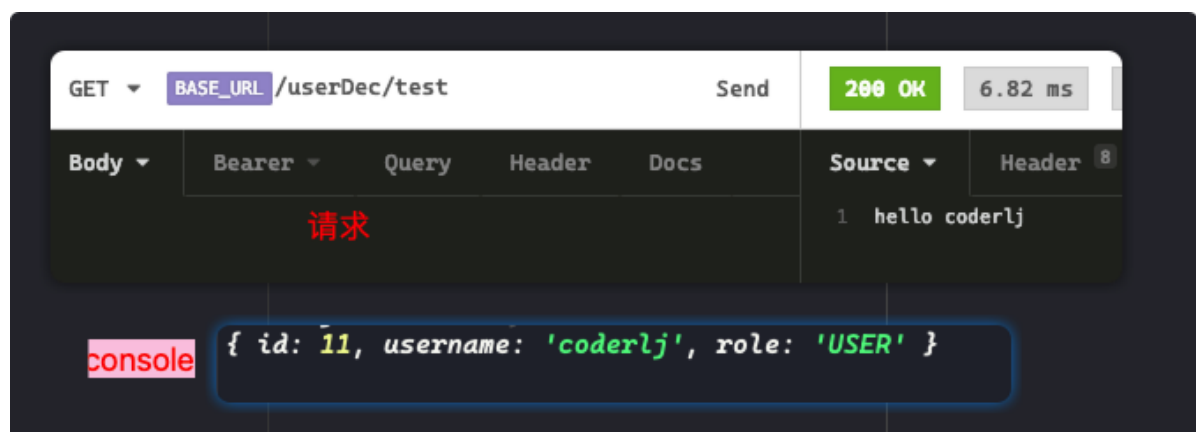 GET BASE_URL /userDec/test Send 200 OK 6.82 ms
Body Bearer Query Header Docs Source Header 8
请求
1 hello coderlj
console
{ id: 11, username: 'coderlj', role: 'USER' }